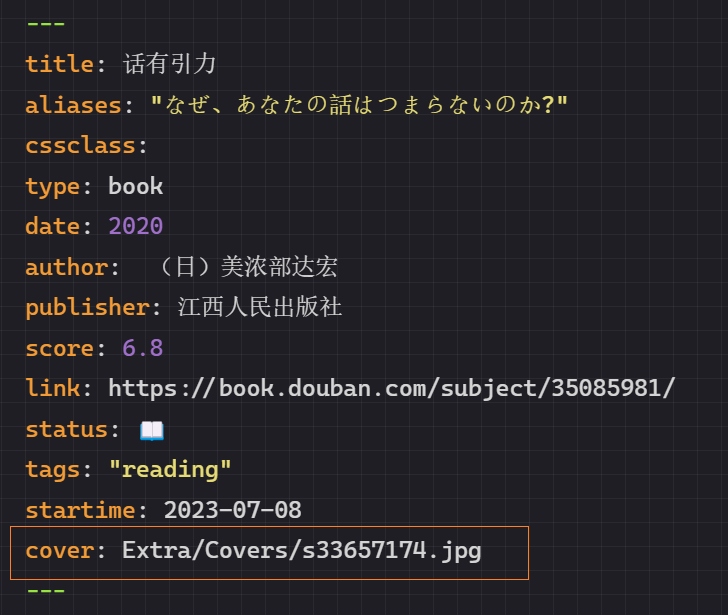 ---
title: 话有引力
aliases: "なぜ、あなたの話はつまらないのか?"
cssclass:
type: book
date: 2020
author: （日）美浓部达宏
publisher: 江西人民出版社
score: 6.8
link: https://book.douban.com/subject/35085981/
status: 📖
tags: "reading"
startime: 2023-07-08
cover: Extra/Covers/s33657174.jpg
---